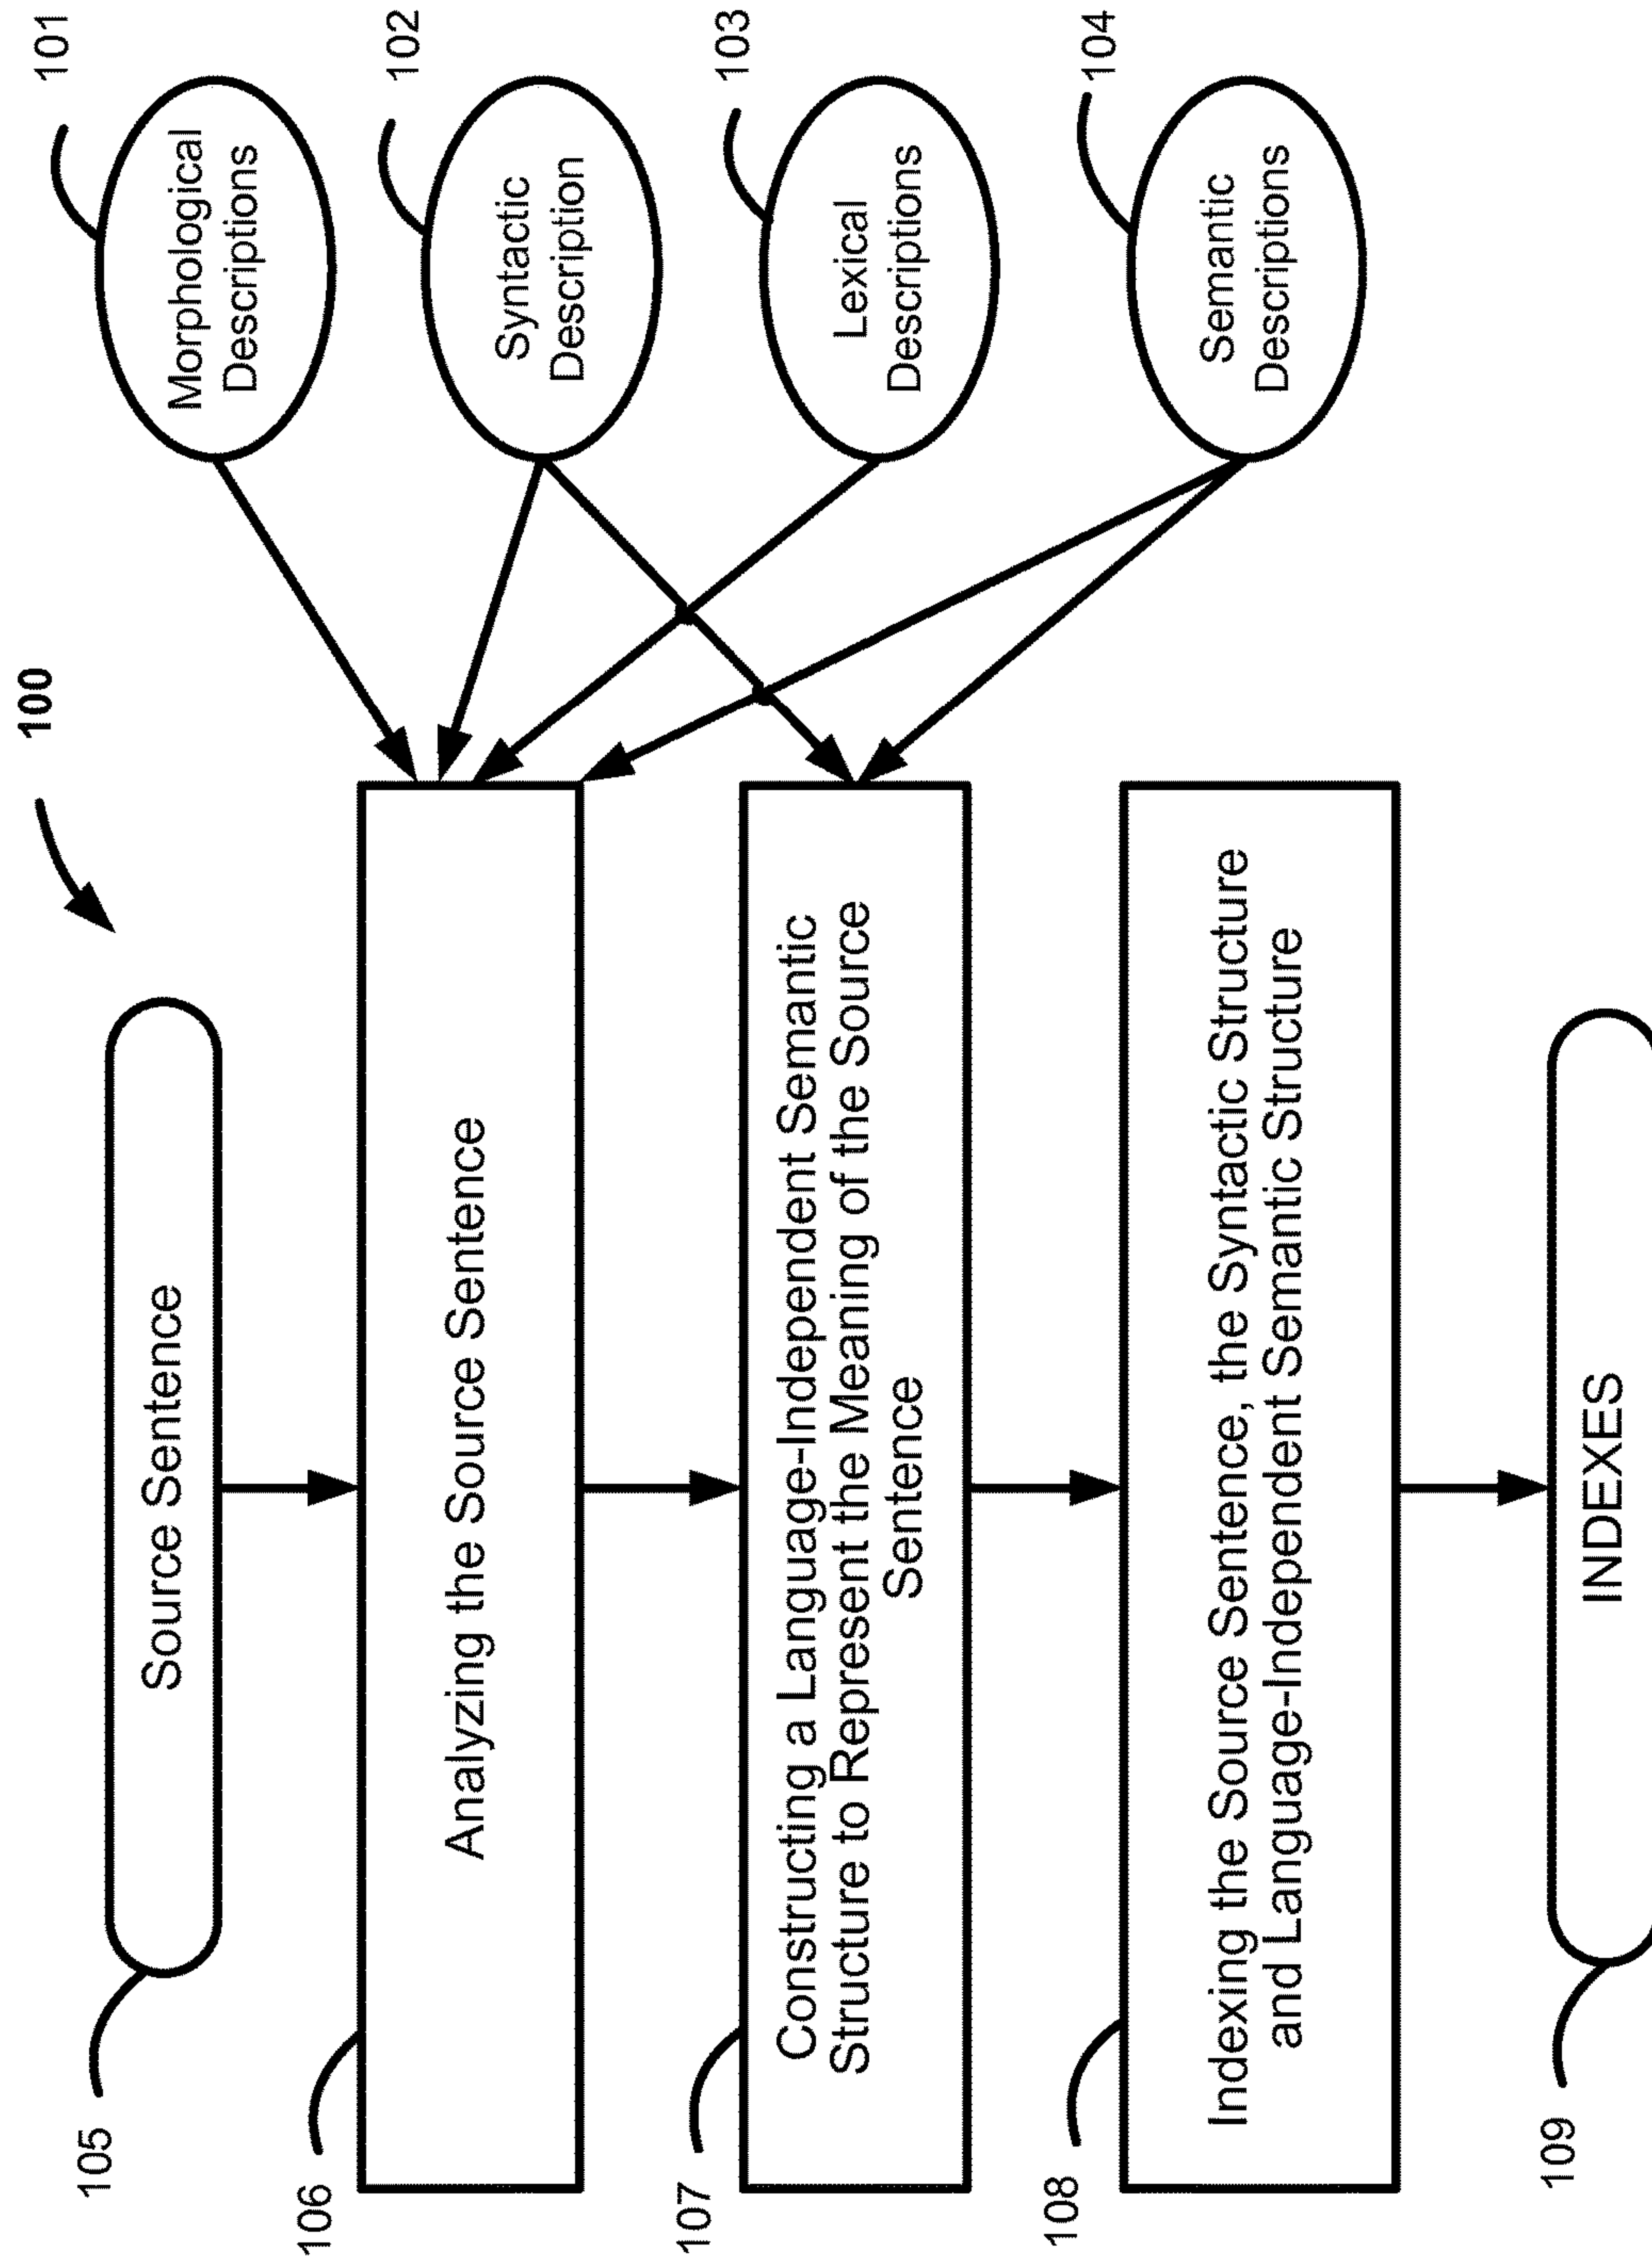 100
105
Source Sentence
101
Morphological
Descriptions
106
Analyzing the Source Sentence
102
Syntactic
Description
107
Constructing a Language-Independent Semantic
Structure to Represent the Meaning of the Source
Sentence
103
Lexical
Descriptions
108
Indexing the Source Sentence, the Syntactic Structure
and Language-Independent Semantic Structure
104
Semantic
Descriptions
109
INDEXES